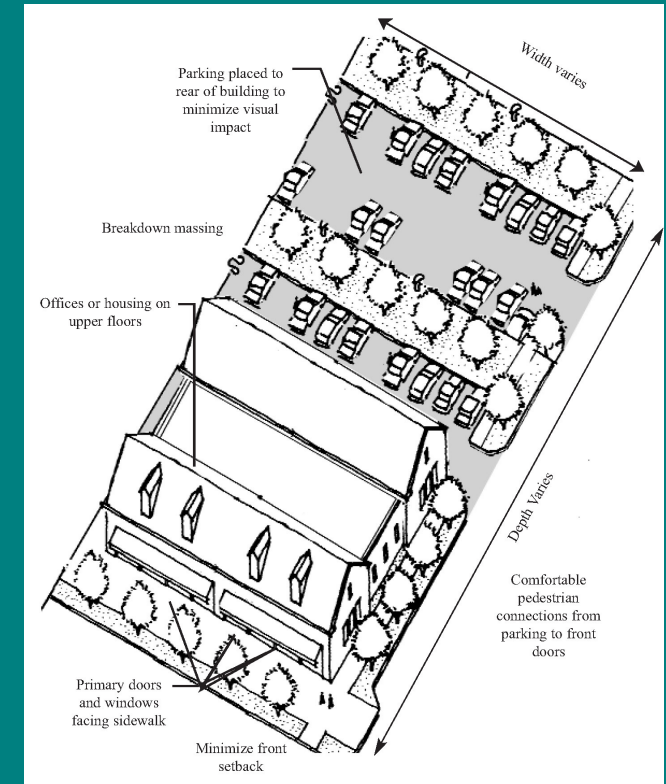 Width varies
Parking placed to
rear of building to
minimize visual
impact
Breakdown massing
Offices or housing on
upper floors
Depth Varies
Comfortable
pedestrian
connections from
parking to front
doors
Primary doors
and windows
facing sidewalk
Minimize front
setback